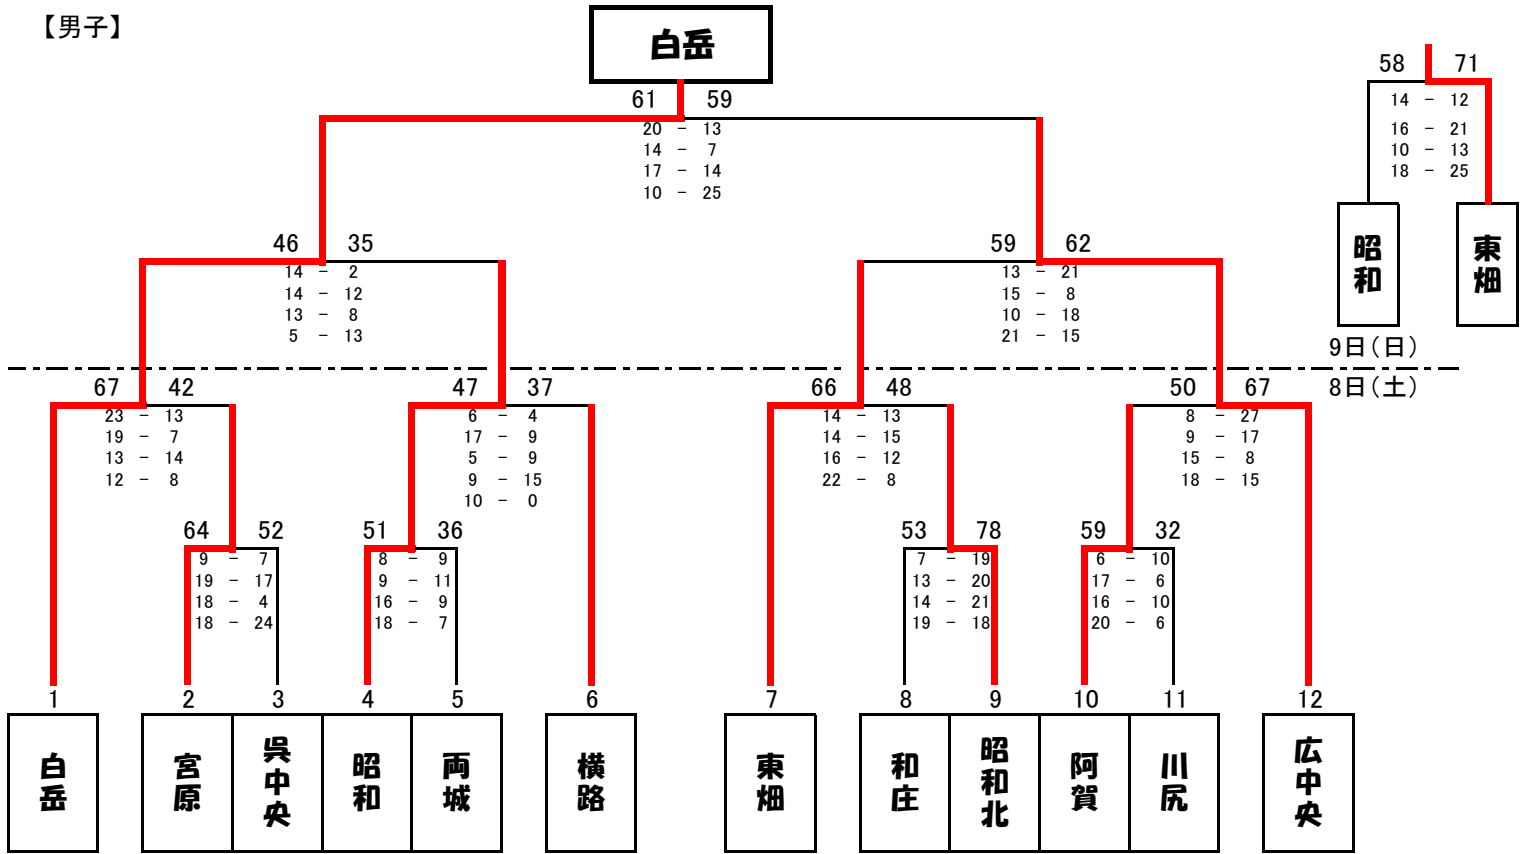 【男子】
白岳
61 59
20 - 13
14 - 7
17 - 14
10 - 25
58 71
14 - 12
16 - 21
10 - 13
18 - 25
昭和
東畑
46 35
14 - 2
14 - 12
13 - 8
5 - 13
59 62
13 - 21
15 - 8
10 - 18
21 - 15
9日(日)
8日(土)
67 42
23 - 13
19 - 7
13 - 14
12 - 8
47 37
6 - 4
17 - 9
5 - 9
9 - 15
10 - 0
66 48
14 - 13
14 - 15
16 - 12
22 - 8
50 67
8 - 27
9 - 17
15 - 8
18 - 15
64 52
9 - 7
19 - 17
18 - 4
18 - 24
51 36
8 - 9
9 - 11
16 - 9
18 - 7
53 78
7 - 19
13 - 20
14 - 21
19 - 18
59 32
6 - 10
17 - 6
16 - 10
20 - 6
1 2 3 4 5 6 7 8 9 10 11 12
白岳
宮原
呉中央
昭和
両城
横路
東畑
和庄
昭和北
阿賀
川尻
広中央